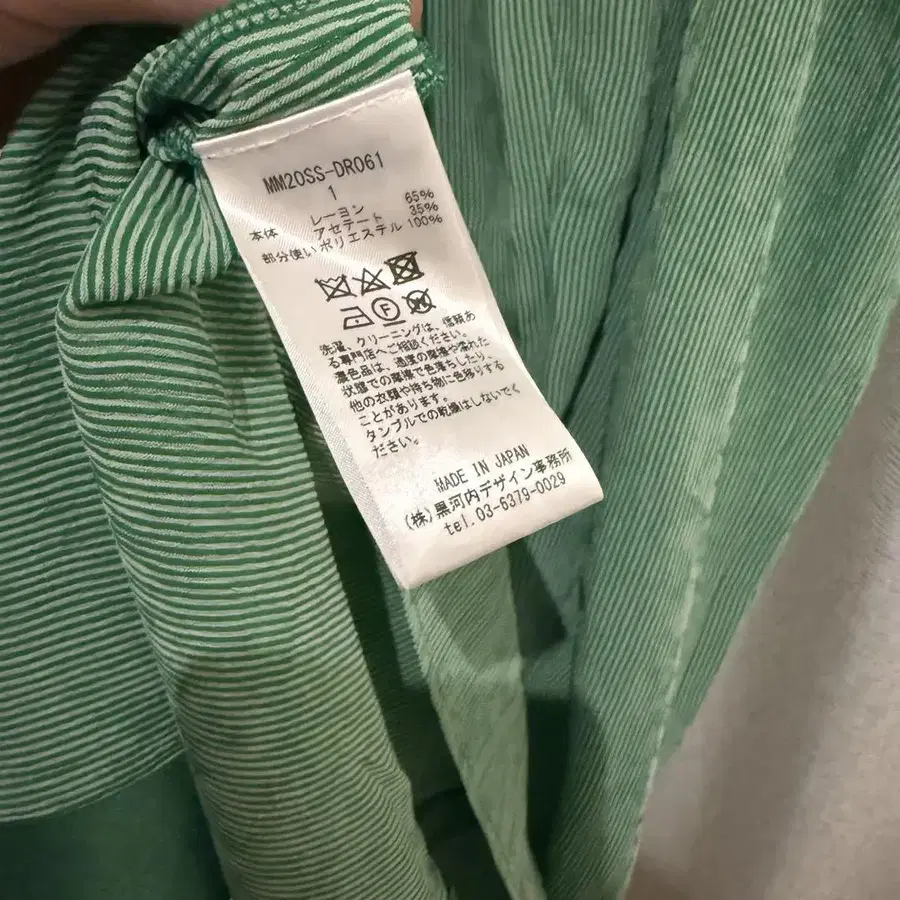 MM20SS-DR061
1
本体 レーヨン 65%
アセテート 35%
部分使い ポリエステル 100%
F
洗濯、クリーニングは、信頼あ
る専門店へご相談ください。
濃色品は、過度の摩擦や濡れた
状態での摩擦で色落ちしたり、
他の衣類や持ち物に色移りする
ことがあります。
タンブルでの乾燥はしないでく
ださい。
MADE IN JAPAN
(株)黒河内デザイン事務所
tel.03-6379-0029